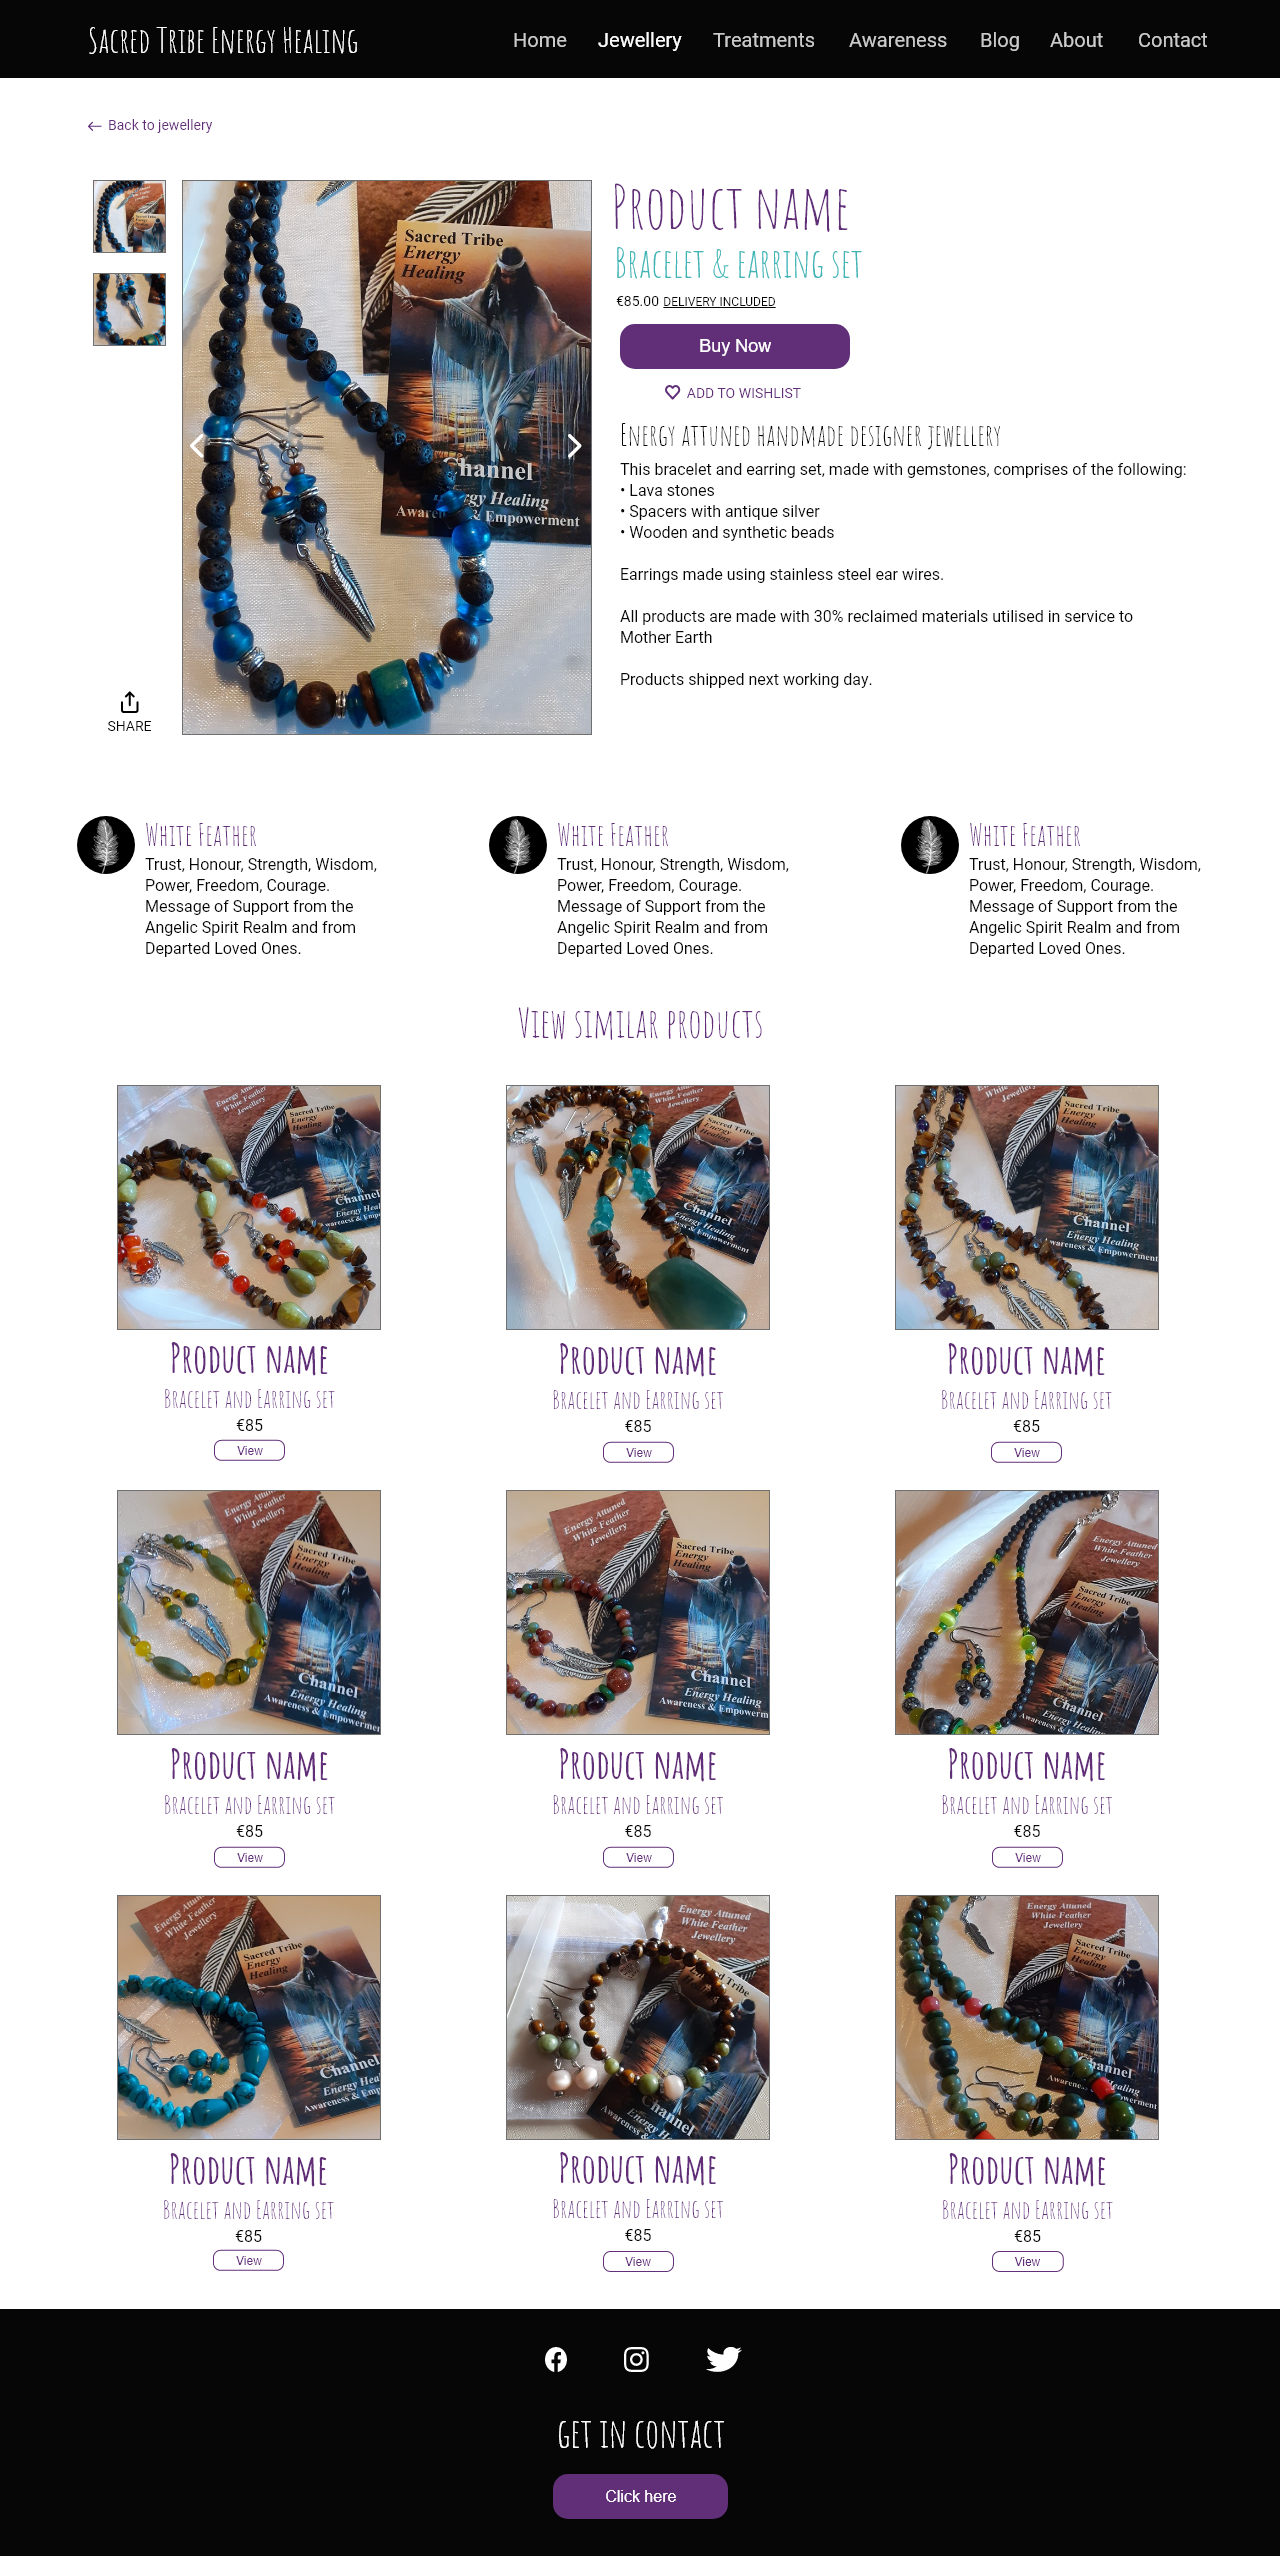 Sacred Tribe Energy Healing
Home Jewellery Treatments Awareness Blog About Contact
← Back to jewellery
Sacred Tribe
Energy
Healing
Channel
Energy Healing
Awareness & Empowerment
SHARE
Product name
Bracelet & earring set
€85.00 DELIVERY INCLUDED
Buy Now
ADD TO WISHLIST
Energy attuned handmade designer jewellery
This bracelet and earring set, made with gemstones, comprises of the following:
• Lava stones
• Spacers with antique silver
• Wooden and synthetic beads
Earrings made using stainless steel ear wires.
All products are made with 30% reclaimed materials utilised in service to
Mother Earth
Products shipped next working day.
White Feather
Trust, Honour, Strength, Wisdom,
Power, Freedom, Courage.
Message of Support from the
Angelic Spirit Realm and from
Departed Loved Ones.
White Feather
Trust, Honour, Strength, Wisdom,
Power, Freedom, Courage.
Message of Support from the
Angelic Spirit Realm and from
Departed Loved Ones.
White Feather
Trust, Honour, Strength, Wisdom,
Power, Freedom, Courage.
Message of Support from the
Angelic Spirit Realm and from
Departed Loved Ones.
View similar products
Product name
Bracelet and Earring set
€85
View
Product name
Bracelet and Earring set
€85
View
Product name
Bracelet and Earring set
€85
View
Product name
Bracelet and Earring set
€85
View
Product name
Bracelet and Earring set
€85
View
Product name
Bracelet and Earring set
€85
View
Product name
Bracelet and Earring set
€85
View
Product name
Bracelet and Earring set
€85
View
Product name
Bracelet and Earring set
€85
View
get in contact
Click here